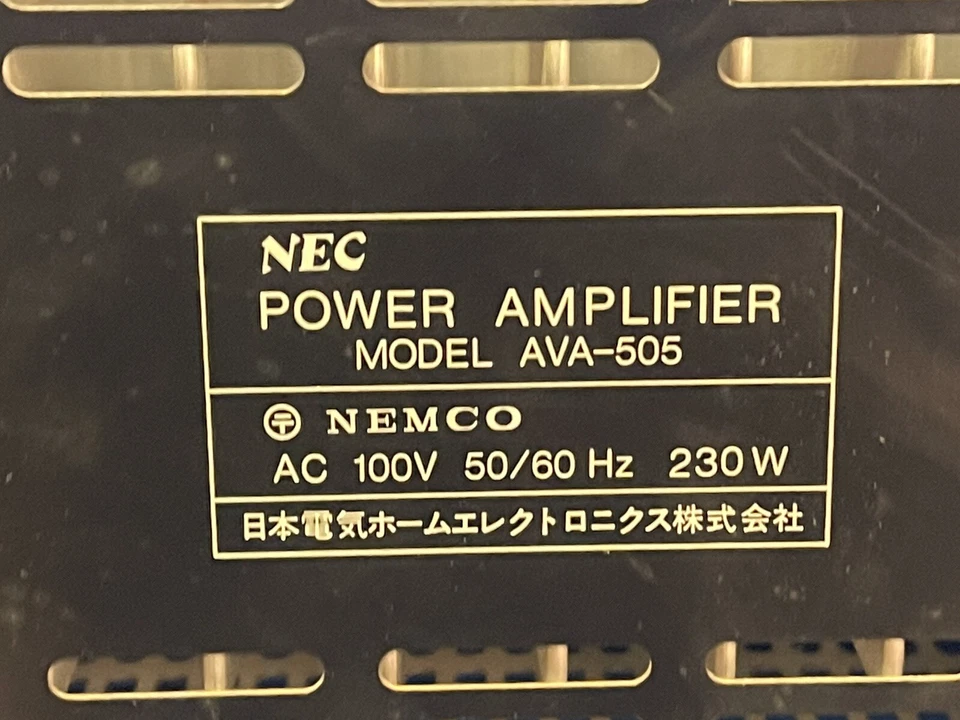 NEC
POWER AMPLIFIER
MODEL AVA-505
〶 NEMCO
AC 100V 50/60 Hz 230W
日本電気ホームエレクトロニクス株式会社